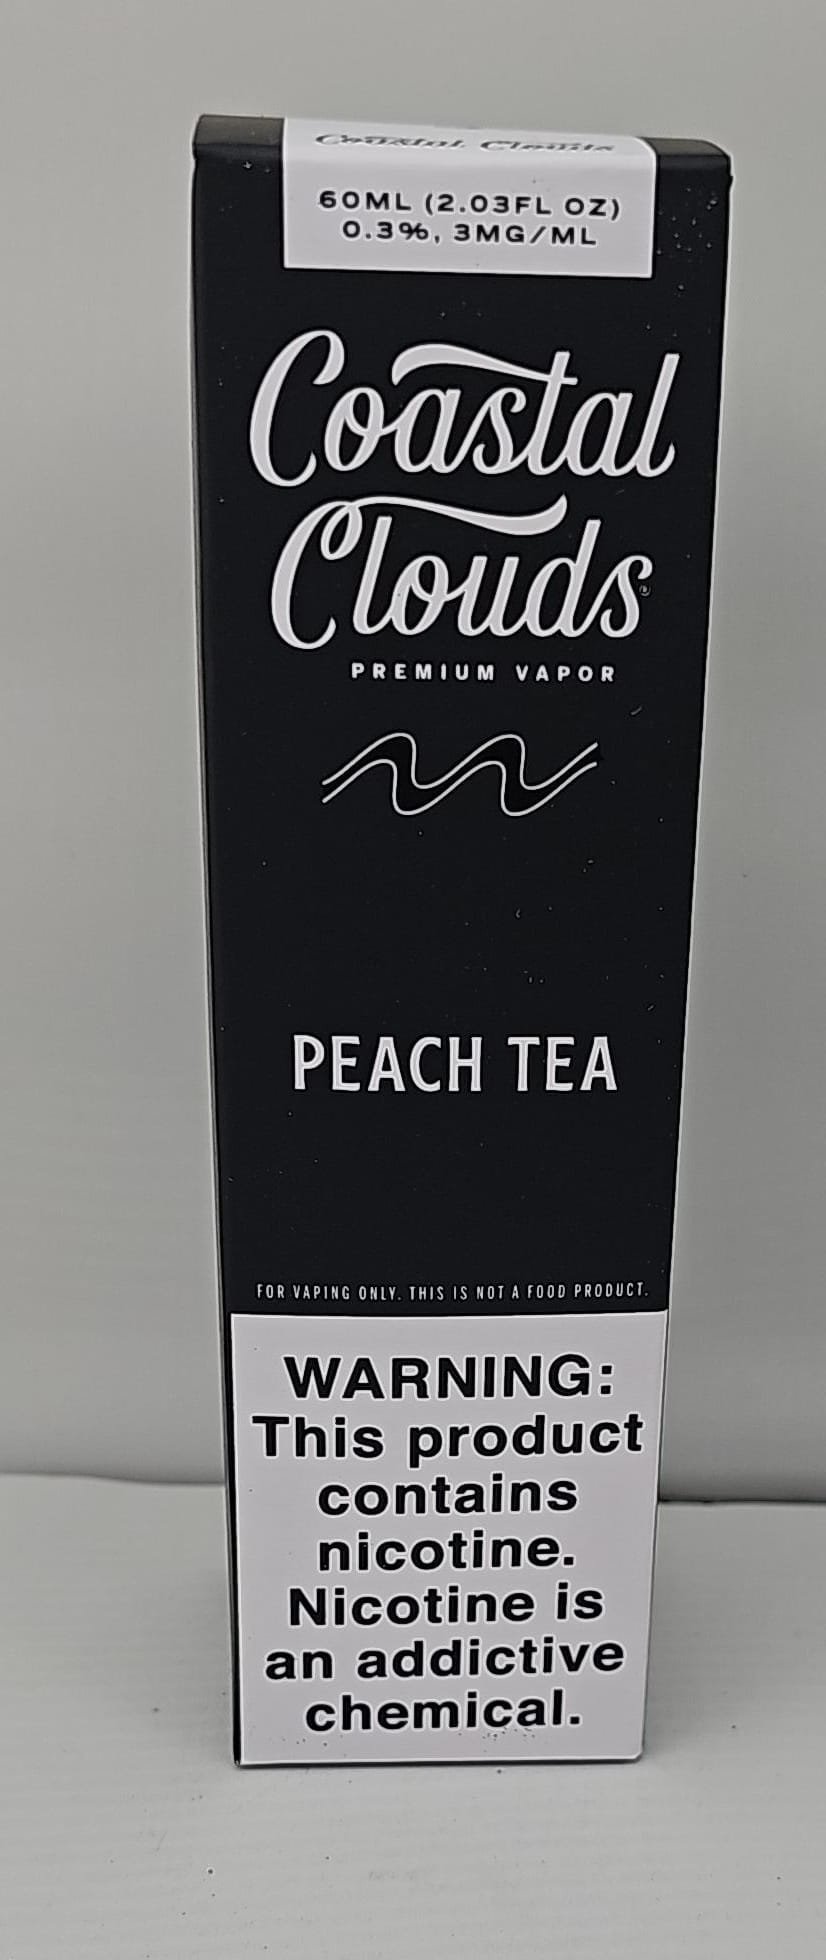 Coastal Clouds
60ML (2.03FL OZ)
0.3%, 3MG/ML
Coastal
Clouds®
PREMIUM VAPOR
PEACH TEA
FOR VAPING ONLY. THIS IS NOT A FOOD PRODUCT.
WARNING:
This product
contains
nicotine.
Nicotine is
an addictive
chemical.